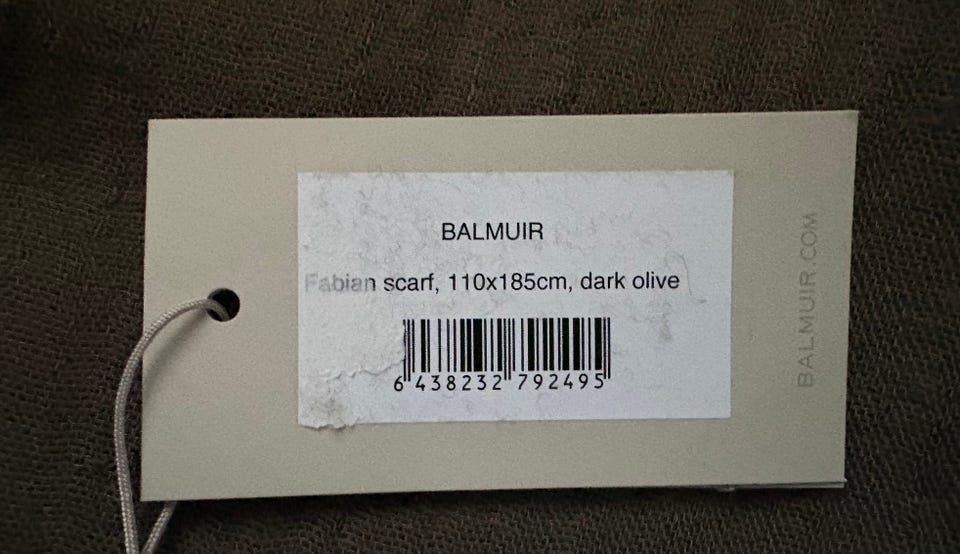 BALMUIR
Fabian scarf, 110x185cm, dark olive
6 438232 792495
BALMUIR.COM